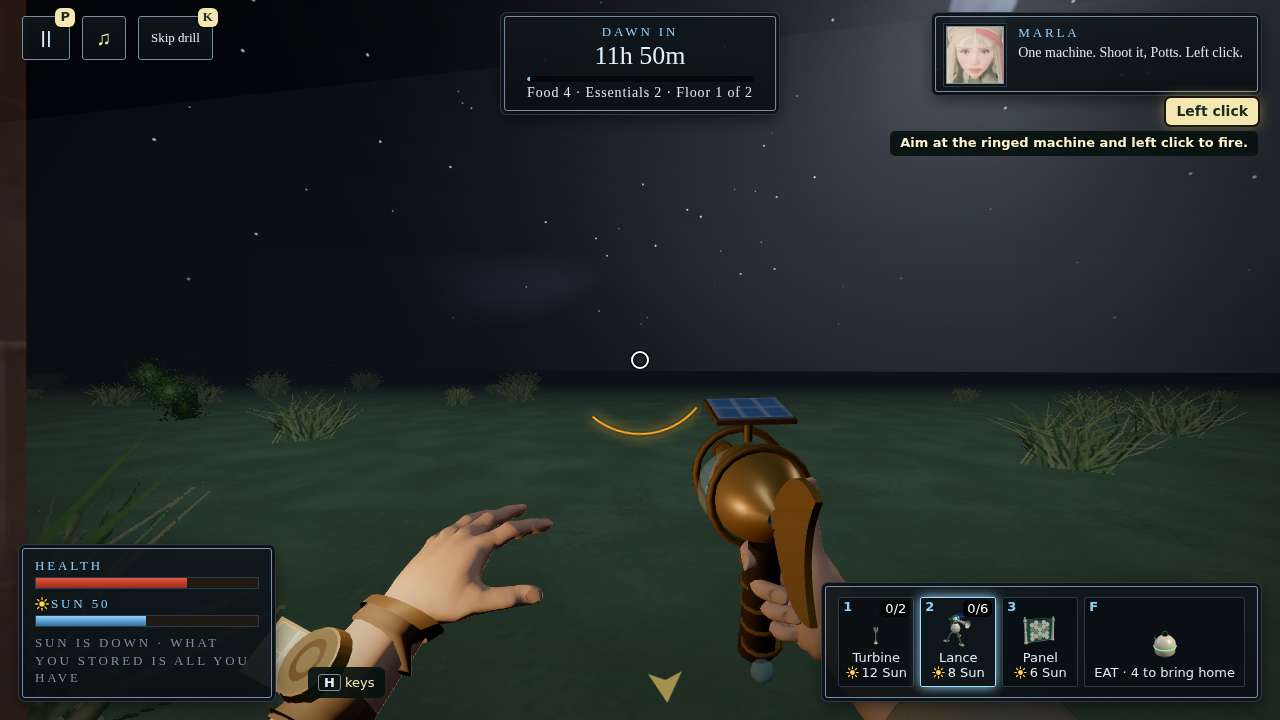 P
K
Skip drill
DAWN IN
11h 50m
Food 4 · Essentials 2 · Floor 1 of 2
MARLA
One machine. Shoot it, Potts. Left click.
Left click
Aim at the ringed machine and left click to fire.
HEALTH
SUN 50
SUN IS DOWN · WHAT
YOU STORED IS ALL YOU
HAVE
H keys
1 0/2
Turbine
12 Sun
2 0/6
Lance
8 Sun
3
Panel
6 Sun
F
EAT · 4 to bring home